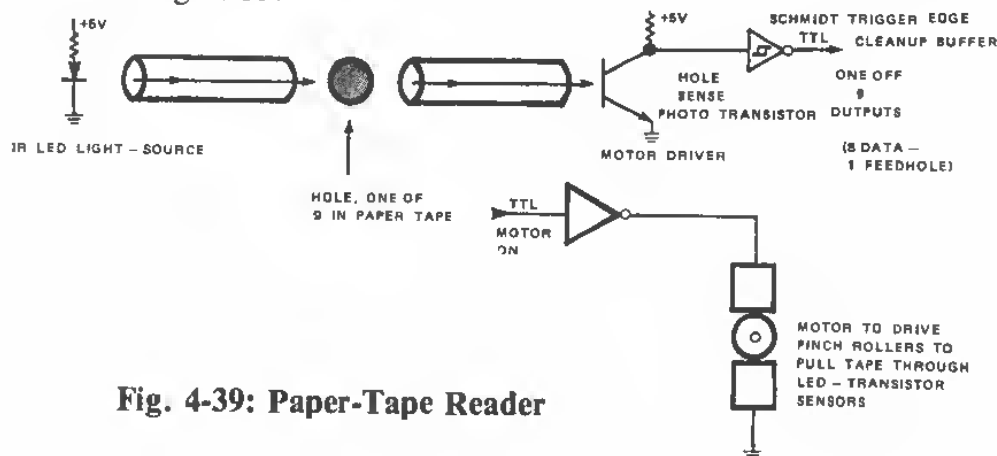 +5V
IR LED LIGHT – SOURCE
HOLE, ONE OF
9 IN PAPER TAPE
+5V
HOLE
SENSE
PHOTO TRANSISTOR
MOTOR DRIVER
SCHMIDT TRIGGER EDGE
TTL CLEANUP BUFFER
ONE OFF
9
OUTPUTS
(8 DATA –
1 FEEDHOLE)
TTL
MOTOR
ON
MOTOR TO DRIVE
PINCH ROLLERS TO
PULL TAPE THROUGH
LED – TRANSISTOR
SENSORS
Fig. 4-39: Paper-Tape Reader